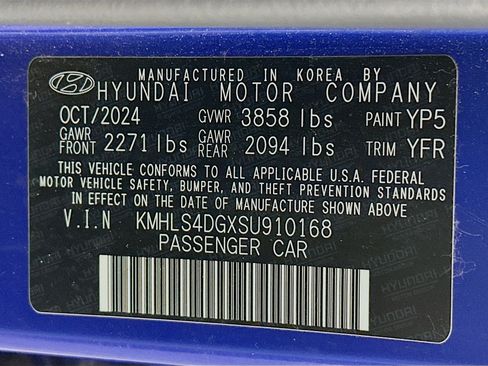 MANUFACTURED IN KOREA BY
HYUNDAI MOTOR COMPANY
OCT/2024 GVWR 3858 lbs PAINT YP5
GAWR FRONT 2271 lbs GAWR REAR 2094 lbs TRIM YFR
THIS VEHICLE CONFORMS TO ALL APPLICABLE U.S.A. FEDERAL
MOTOR VEHICLE SAFETY, BUMPER, AND THEFT PREVENTION STANDARDS
IN EFFECT ON THE DATE OF MANUFACTURE SHOWN ABOVE.
V.I.N KMHLS4DGXSU910168
PASSENGER CAR